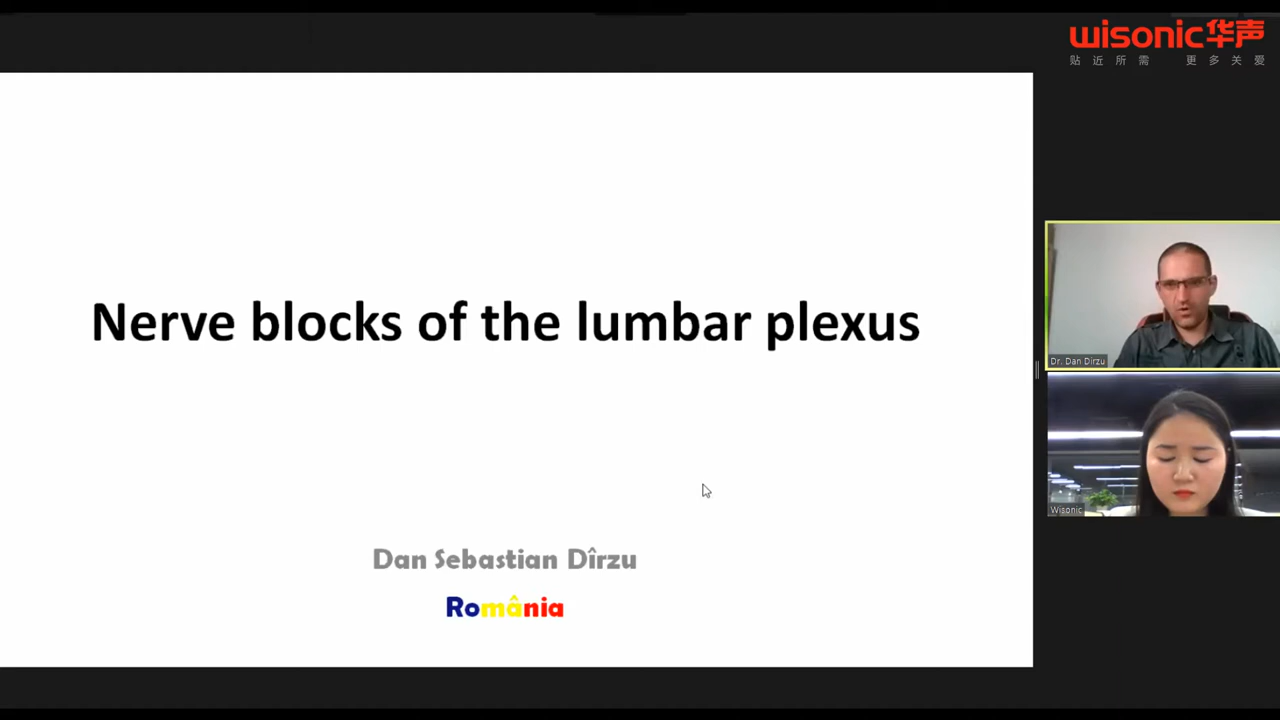 wisonic华声
贴近所需 更多关爱
Nerve blocks of the lumbar plexus
Dr. Dan Dirzu
Wisonic
Dan Sebastian Dîrzu
România